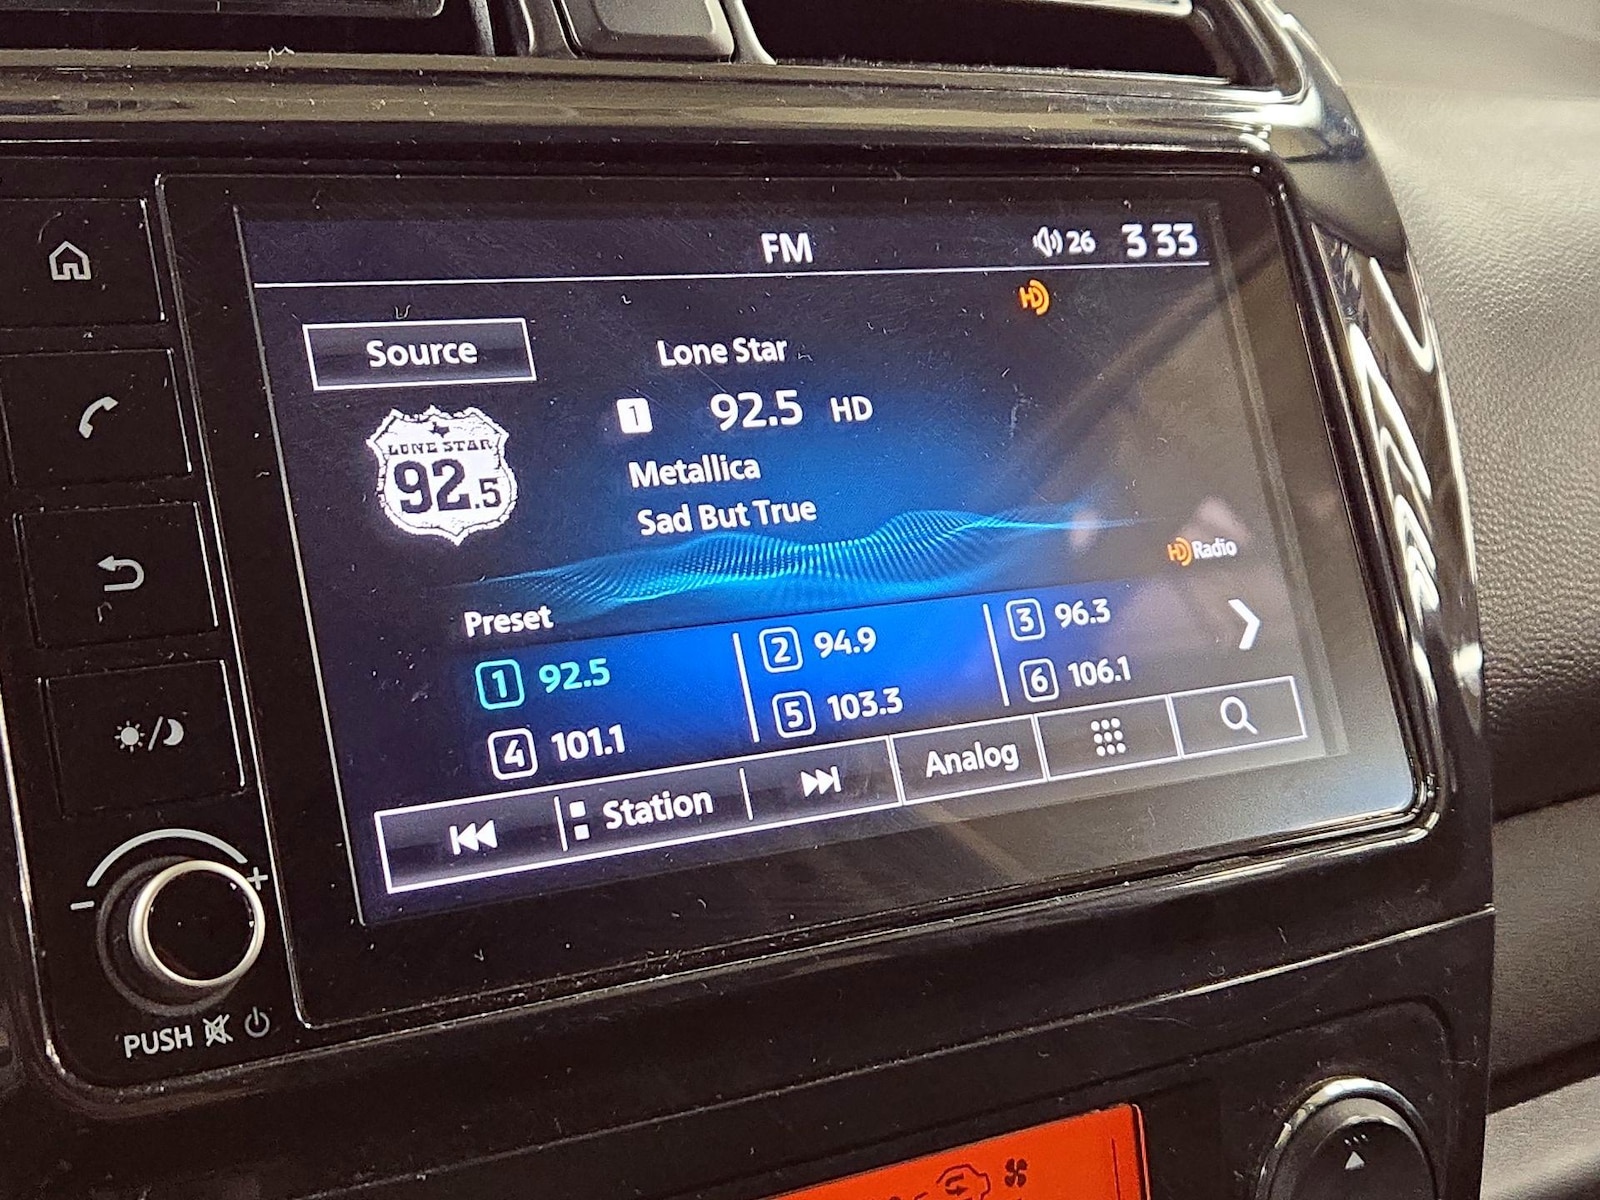 FM
26
3 33
HD
Source
Lone Star
LONE STAR
92.5
1 92.5 HD
Metallica
Sad But True
HD Radio
Preset
1 92.5
2 94.9
3 96.3
4 101.1
5 103.3
6 106.1
Station
Analog
- +
PUSH